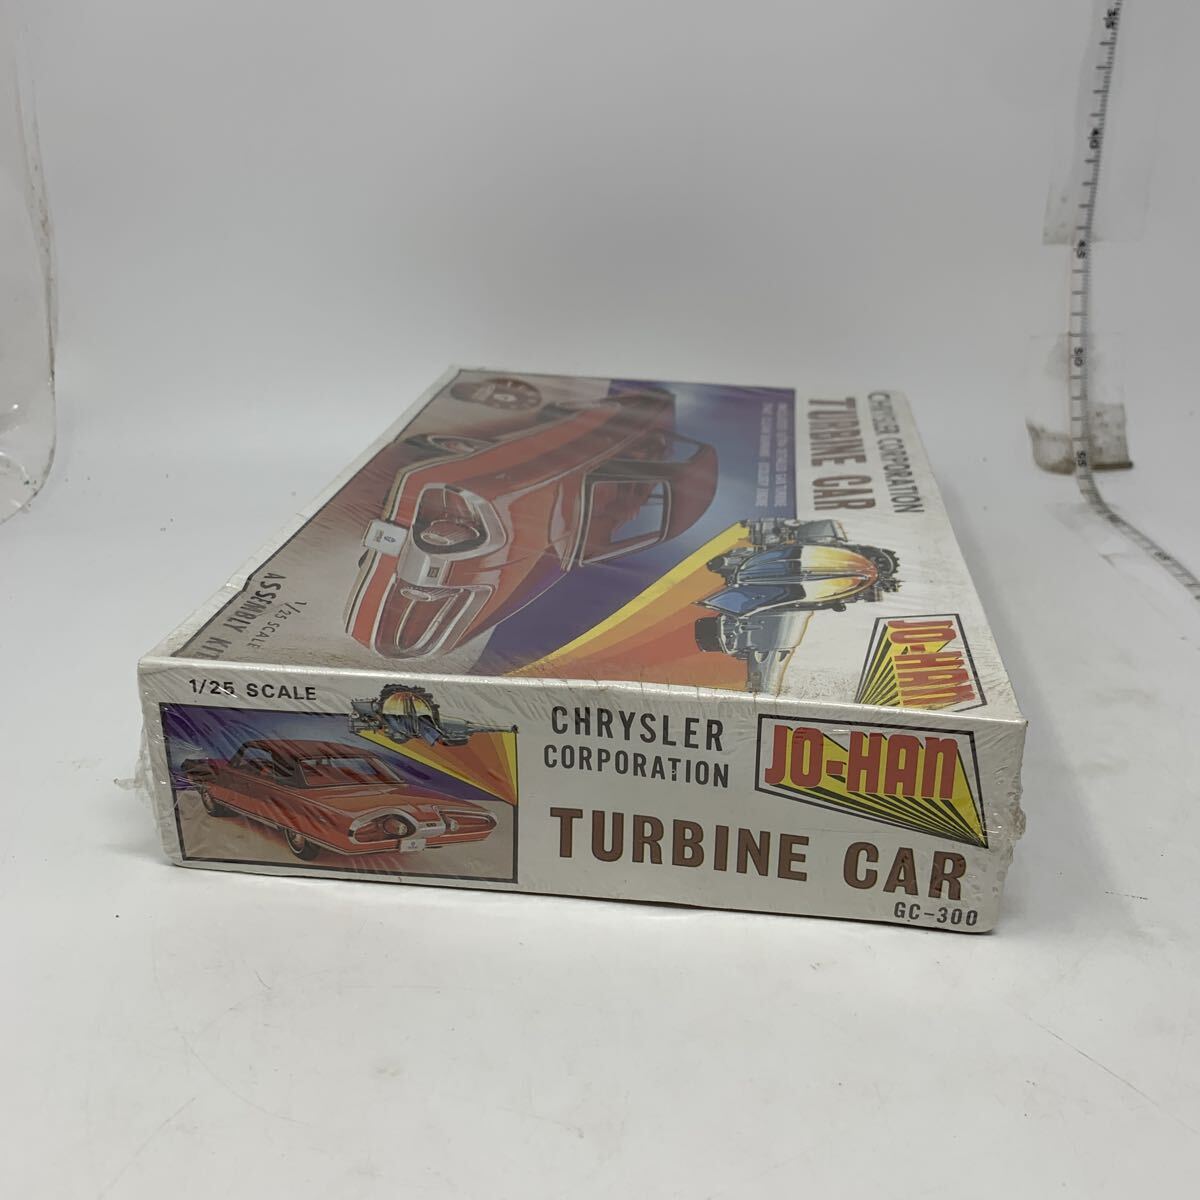 CHRYSLER CORPORATION
TURBINE CAR
JO-HAN
1/25 SCALE
ASSEMBLY KIT
1/25 SCALE
CHRYSLER
CORPORATION
JO-HAN
TURBINE CAR
GC-300